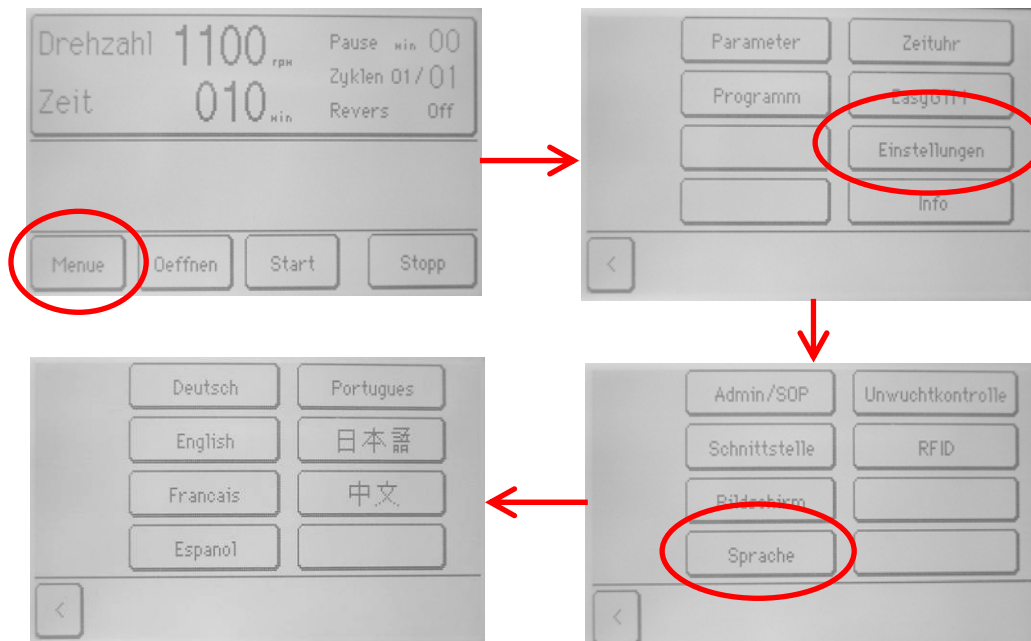 Drehzahl 1100 rpm
Zeit 010 min
Pause min 00
Zyklen 01/01
Revers Off
Menue Oeffnen Start Stopp
Parameter Zeituhr
Programm
Einstellungen
Info
<
Admin/SOP Unwuchtkontrolle
Schnittstelle RFID
Bildschirm
Sprache
<
Deutsch Portugues
English 日本語
Francais 中文
Espanol
<